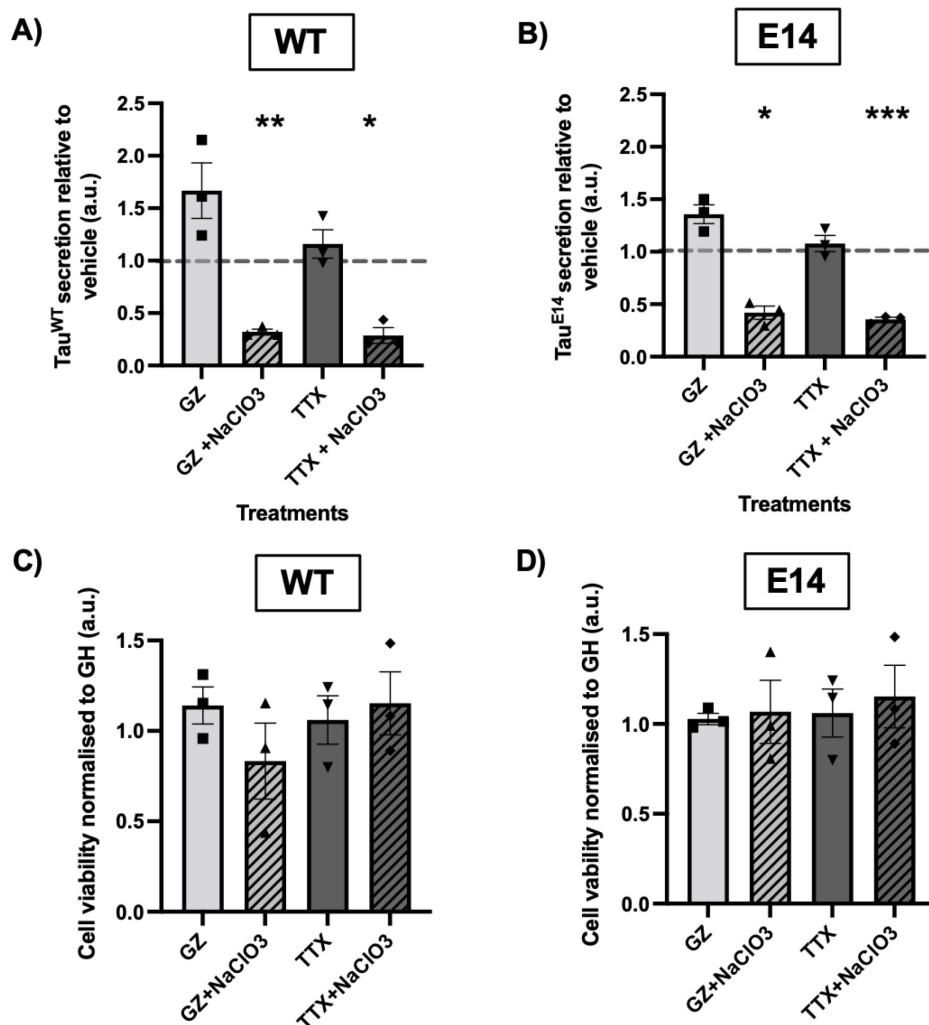 A)
WT
Tau^WT secretion relative to
vehicle (a.u.)
2.5
2.0
1.5
1.0
0.5
0.0
**
*
GZ
GZ +NaClO3
TTX
TTX + NaClO3
Treatments
B)
E14
Tau^E14 secretion relative to
vehicle (a.u.)
2.5
2.0
1.5
1.0
0.5
0.0
*
***
GZ
GZ +NaClO3
TTX
TTX + NaClO3
Treatments
C)
WT
Cell viability normalised to GH (a.u.)
1.5
1.0
0.5
0.0
GZ
GZ+NaClO3
TTX
TTX+NaClO3
D)
E14
Cell vability normalised to GH (a.u.)
1.5
1.0
0.5
0.0
GZ
GZ+NaClO3
TTX
TTX+NaClO3